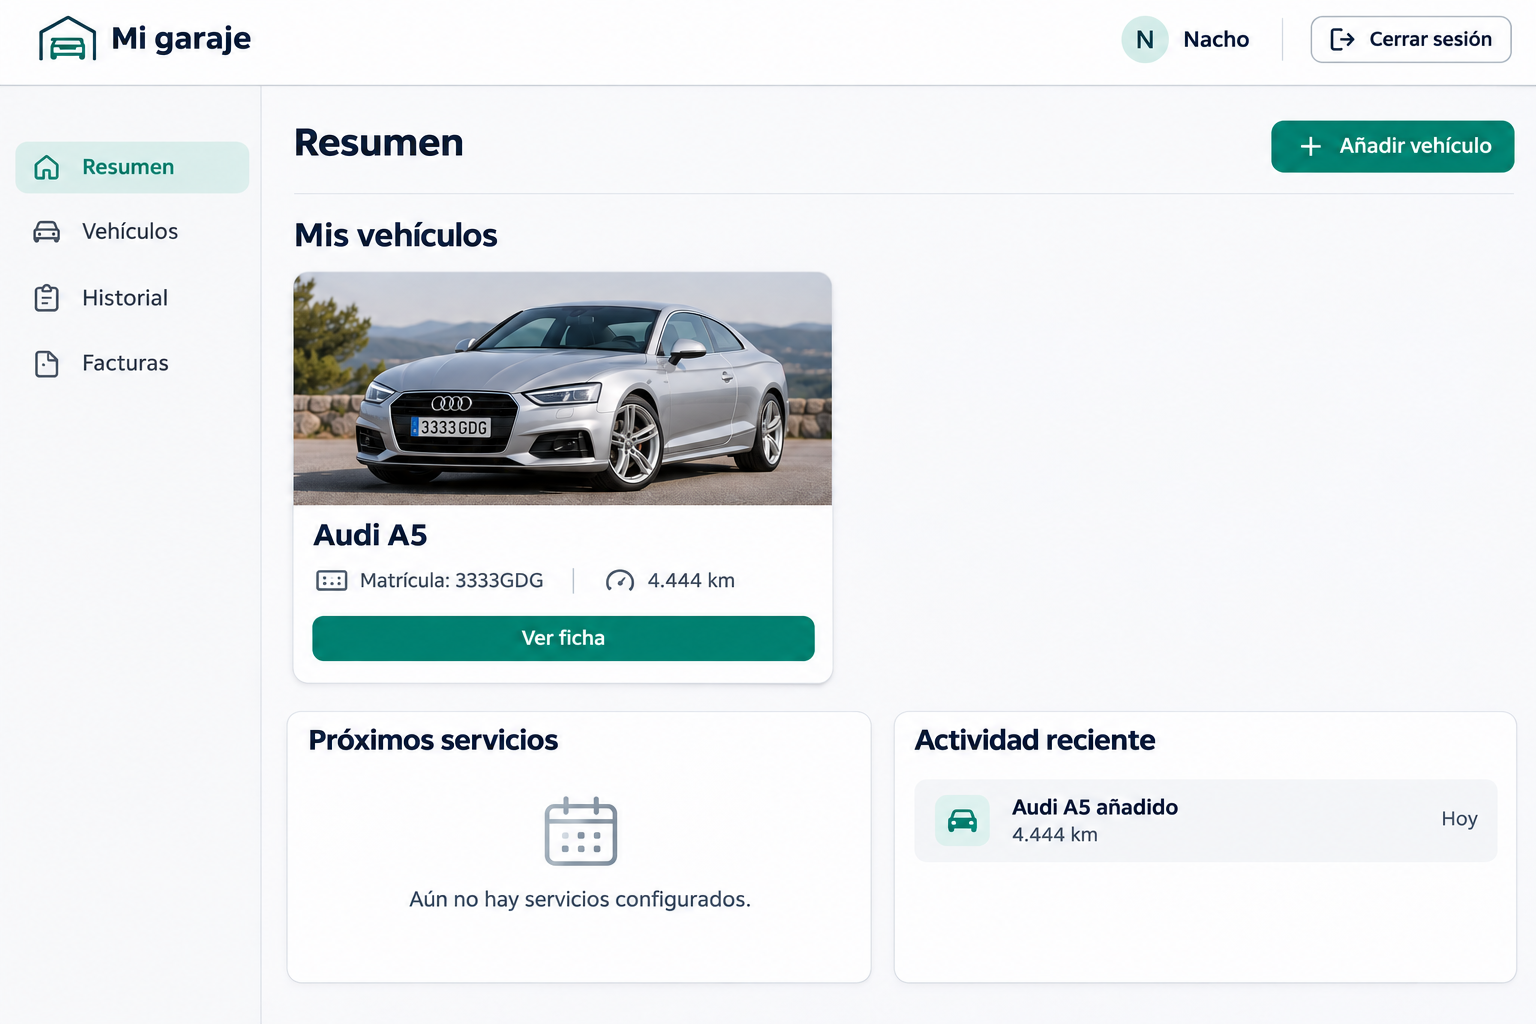 Mi garaje
N
Nacho
Cerrar sesión
Resumen
Vehículos
Historial
Facturas
Resumen
+ Añadir vehículo
Mis vehículos
3333 GDG
Audi A5
Matrícula: 3333GDG
4.444 km
Ver ficha
Próximos servicios
Aún no hay servicios configurados.
Actividad reciente
Audi A5 añadido
4.444 km
Hoy